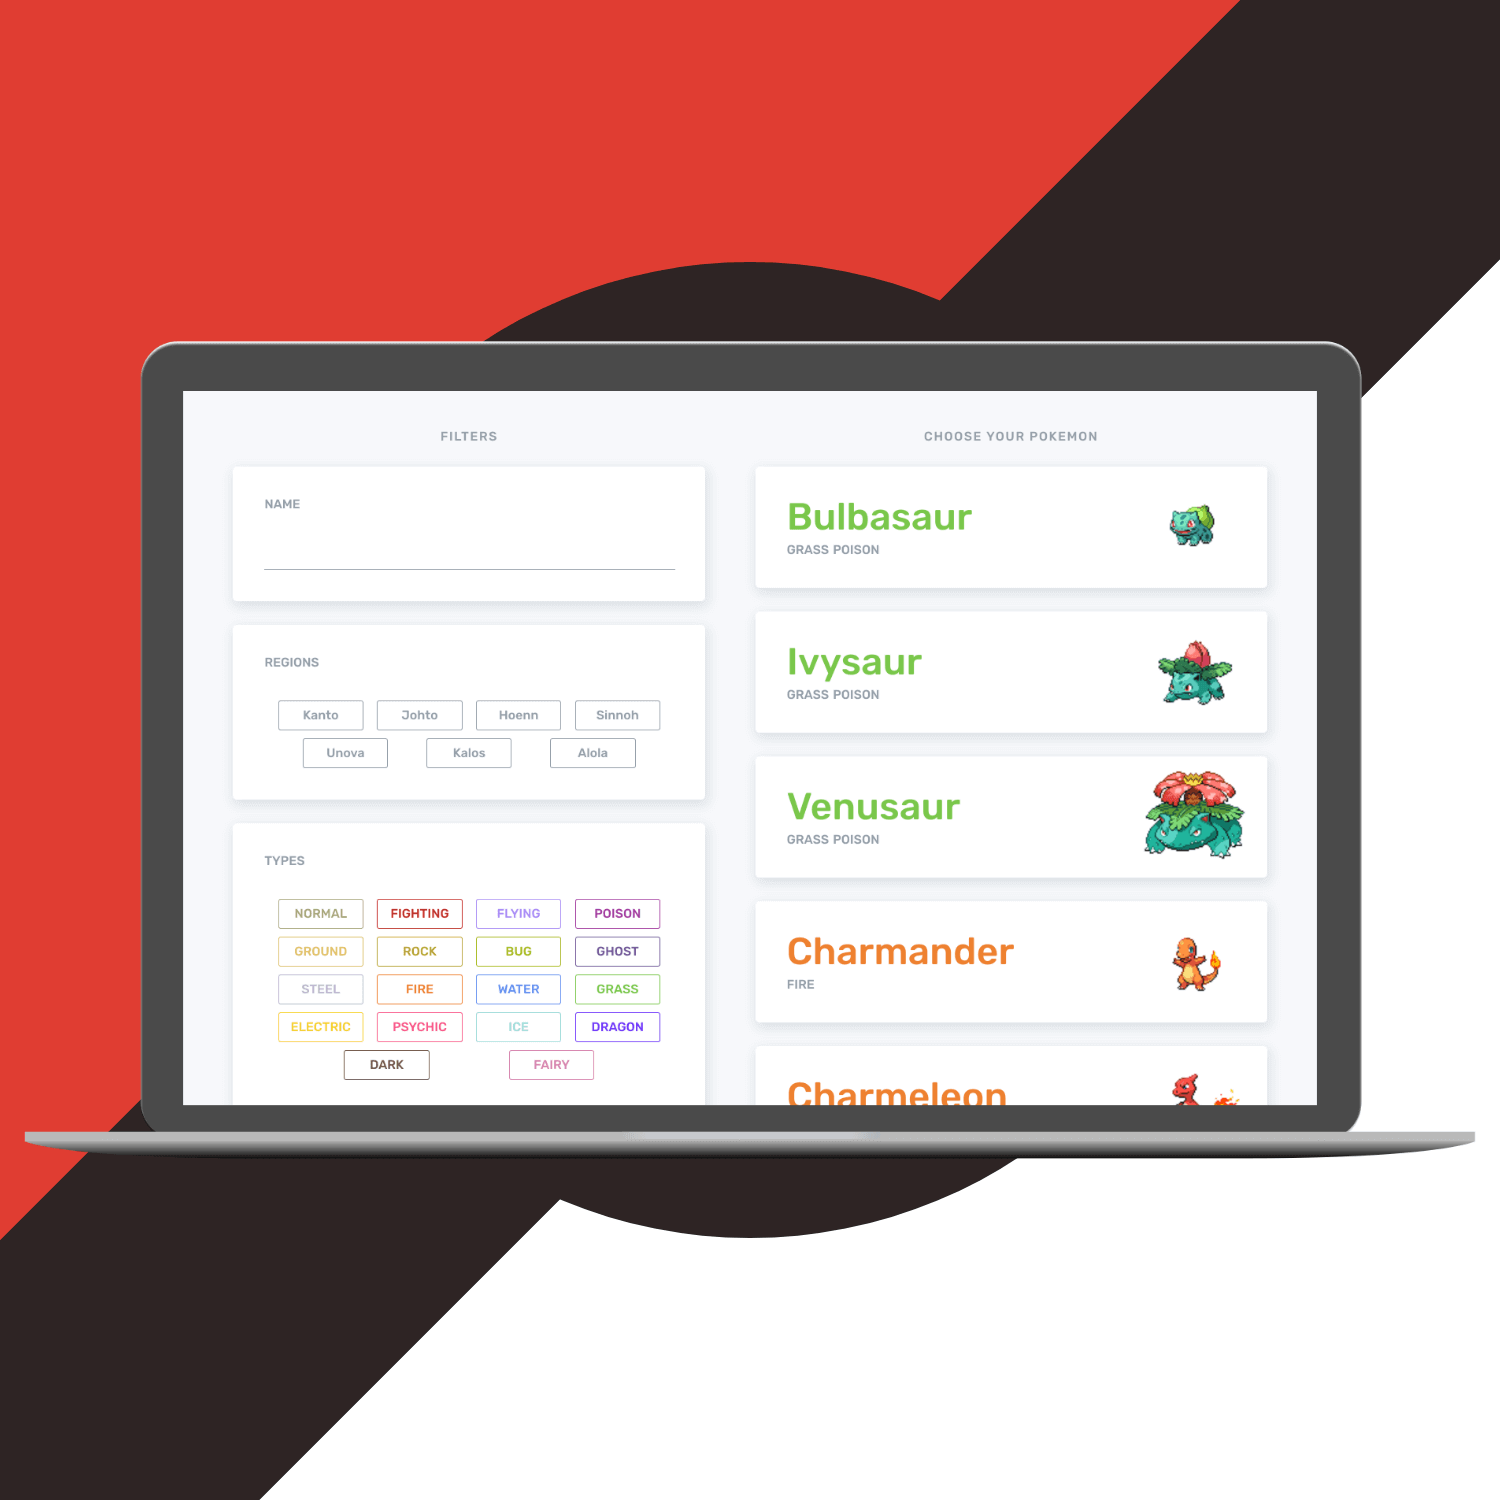 FILTERS
NAME
REGIONS
Kanto Johto Hoenn Sinnoh
Unova Kalos Alola
TYPES
NORMAL FIGHTING FLYING POISON
GROUND ROCK BUG GHOST
STEEL FIRE WATER GRASS
ELECTRIC PSYCHIC ICE DRAGON
DARK FAIRY
CHOOSE YOUR POKEMON
Bulbasaur
GRASS POISON
Ivysaur
GRASS POISON
Venusaur
GRASS POISON
Charmander
FIRE
Charmeleon